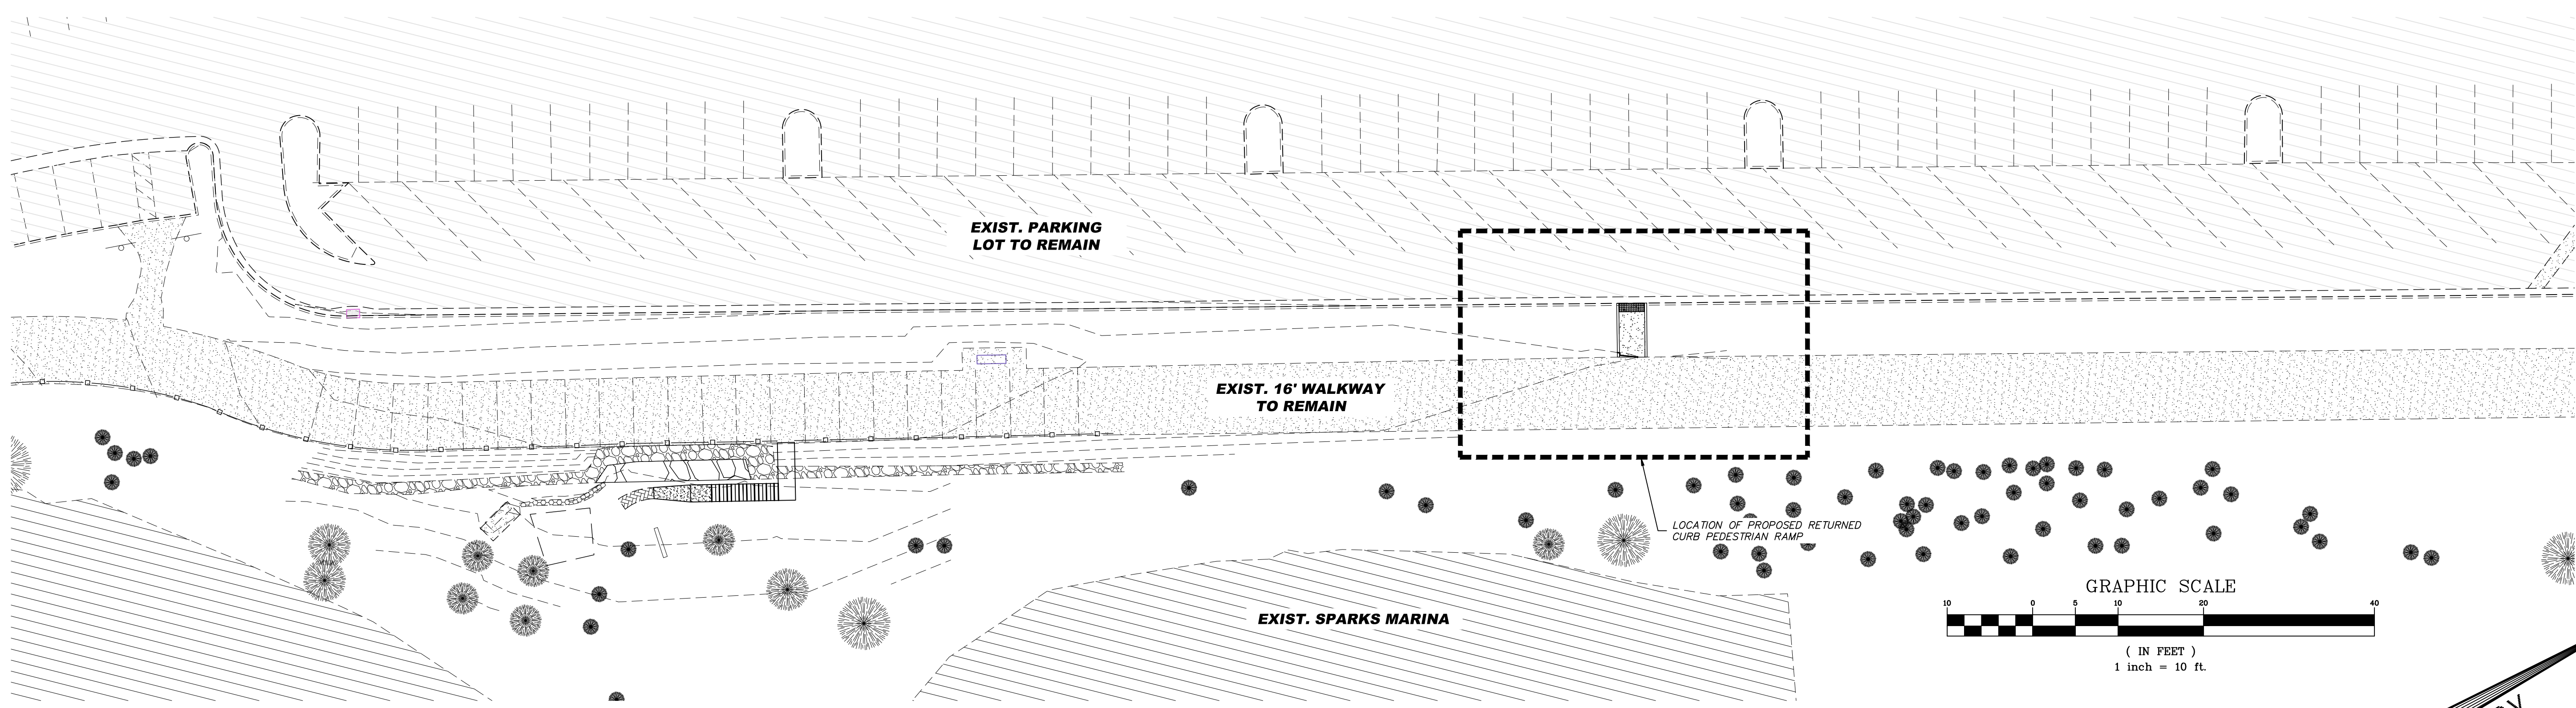 EXIST. PARKING
LOT TO REMAIN
EXIST. 16' WALKWAY
TO REMAIN
LOCATION OF PROPOSED RETURNED
CURB PEDESTRIAN RAMP
EXIST. SPARKS MARINA
GRAPHIC SCALE
10 0 5 10 20 40
( IN FEET )
1 inch = 10 ft.